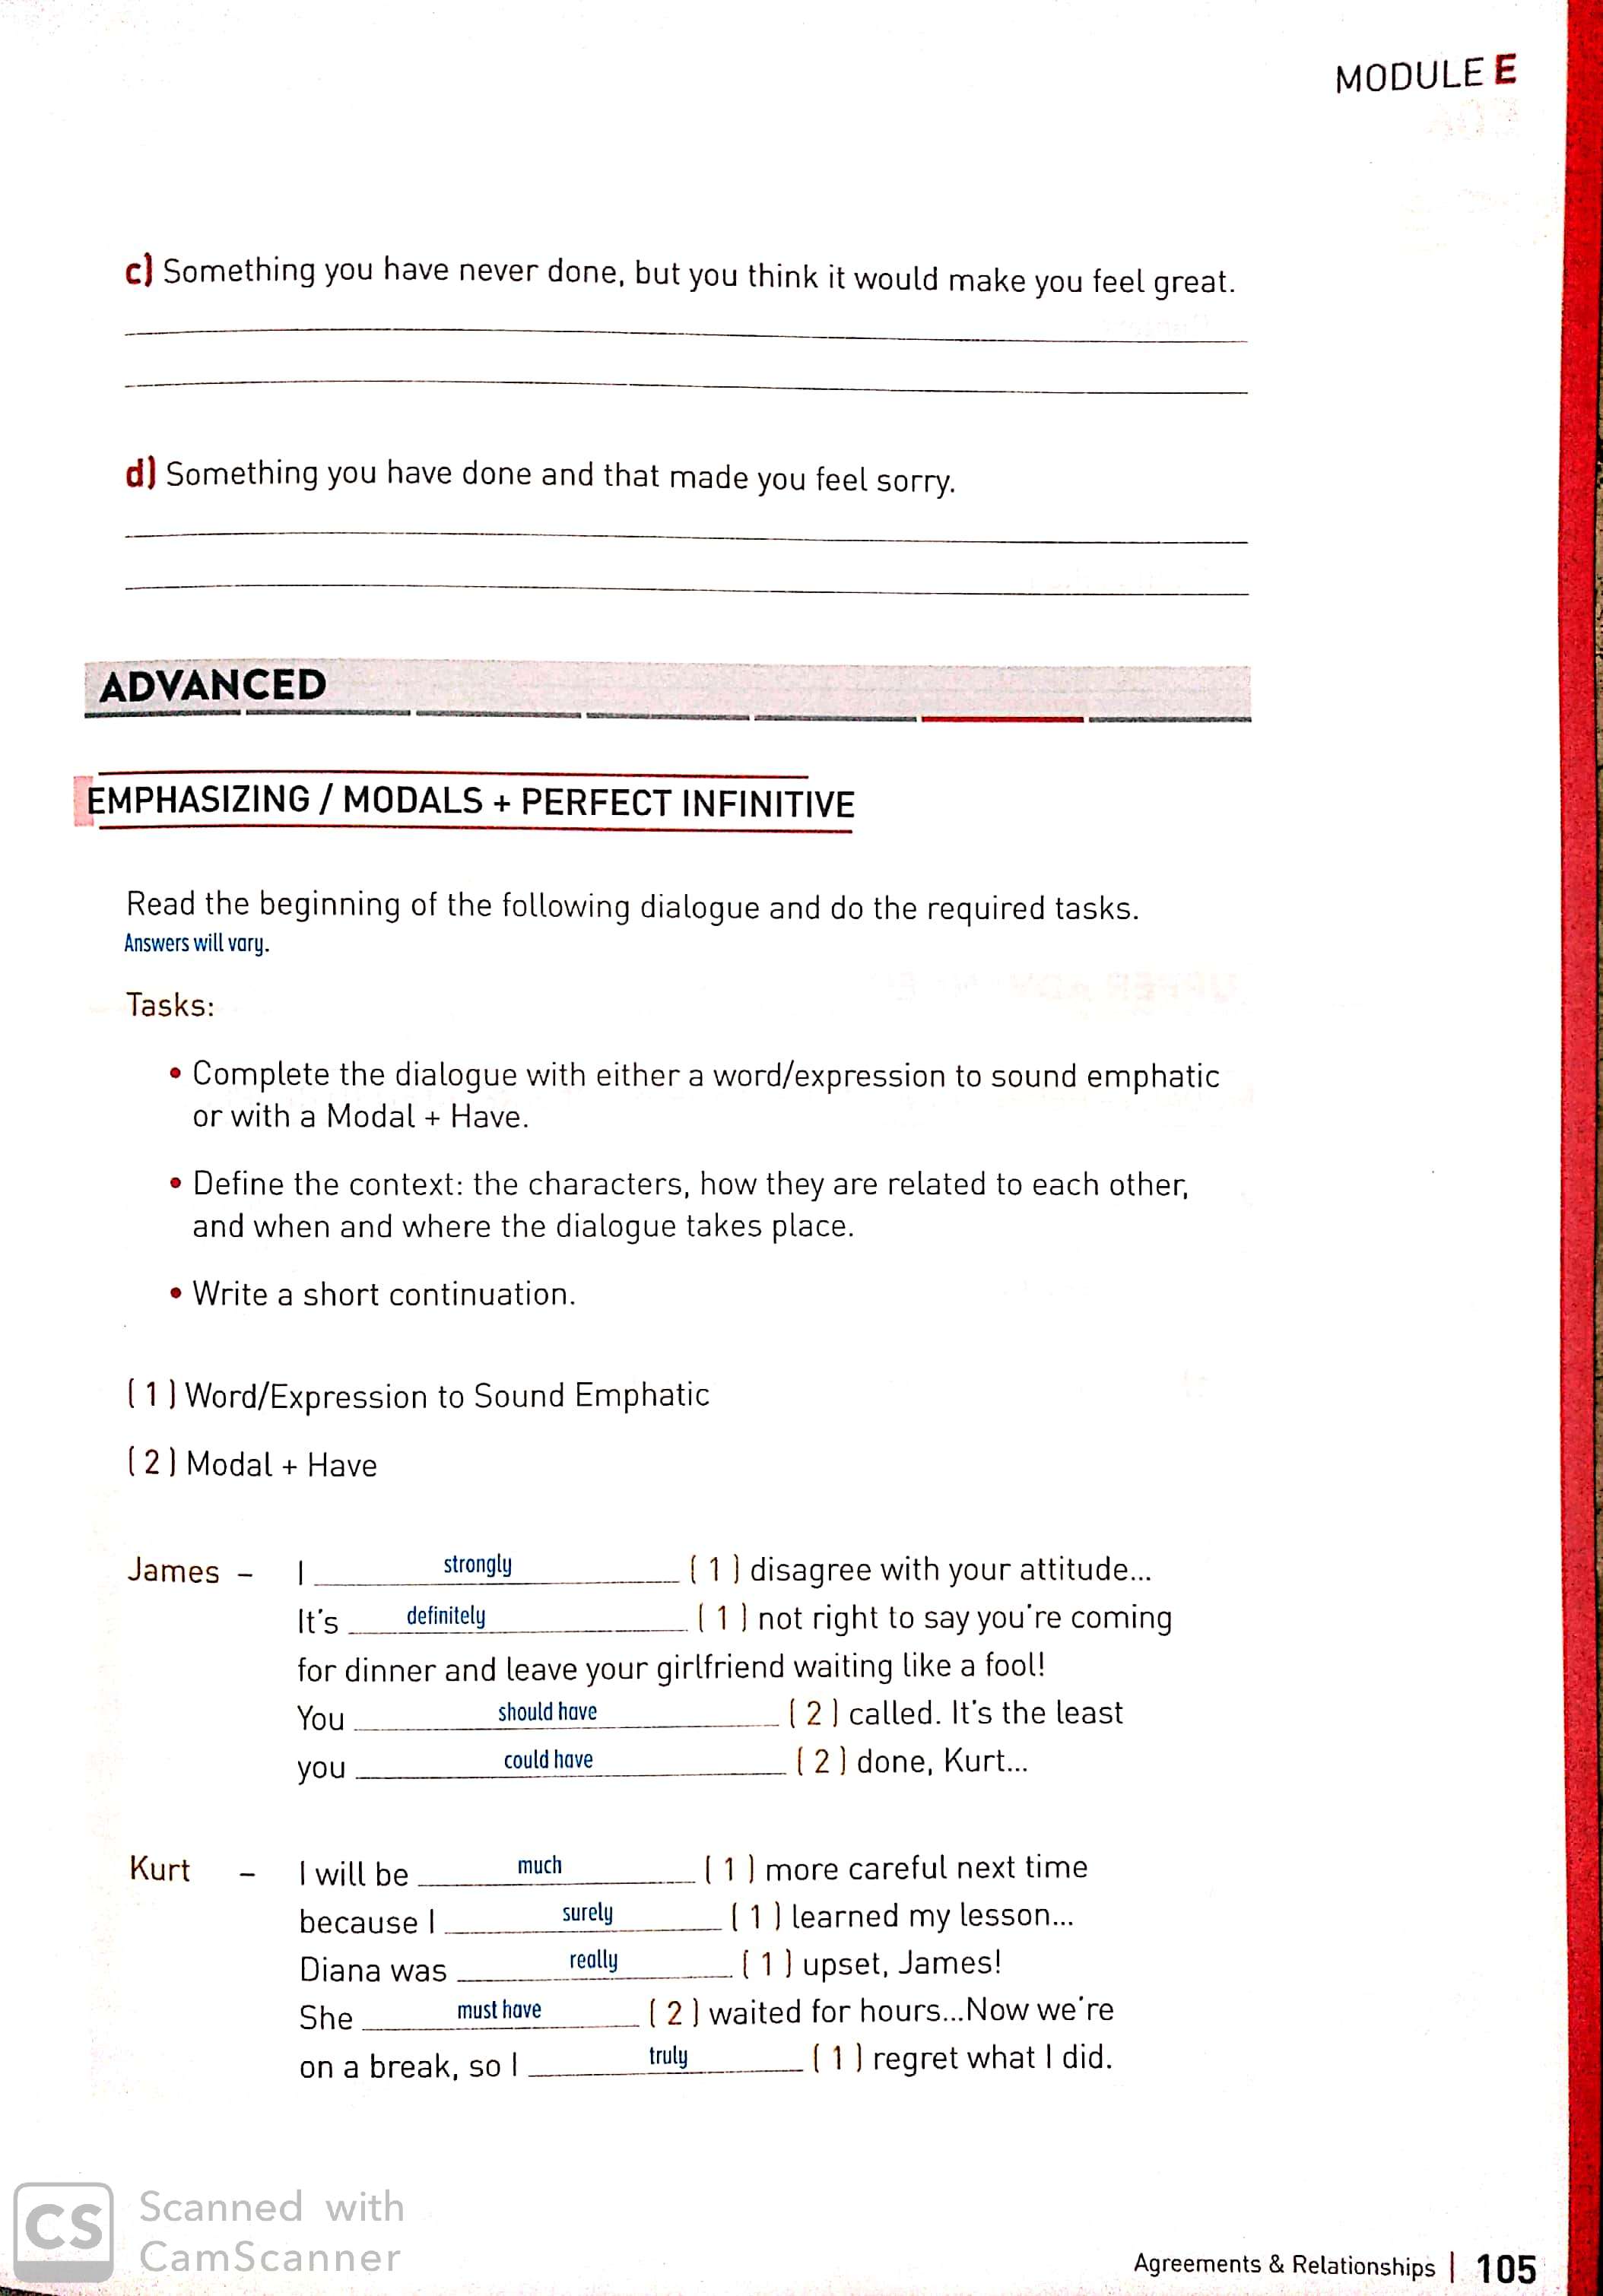 MODULE E
c) Something you have never done, but you think it would make you feel great.
d) Something you have done and that made you feel sorry.
ADVANCED
EMPHASIZING / MODALS + PERFECT INFINITIVE
Read the beginning of the following dialogue and do the required tasks.
Answers will vary.
Tasks:
• Complete the dialogue with either a word/expression to sound emphatic
or with a Modal + Have.
• Define the context: the characters, how they are related to each other,
and when and where the dialogue takes place.
• Write a short continuation.
( 1 ) Word/Expression to Sound Emphatic
( 2 ) Modal + Have
James – I strongly ( 1 ) disagree with your attitude...
It's definitely ( 1 ) not right to say you're coming
for dinner and leave your girlfriend waiting like a fool!
You should have ( 2 ) called. It's the least
you could have ( 2 ) done, Kurt...
Kurt – I will be much ( 1 ) more careful next time
because I surely ( 1 ) learned my lesson...
Diana was really ( 1 ) upset, James!
She must have ( 2 ) waited for hours...Now we're
on a break, so I truly ( 1 ) regret what I did.
CS Scanned with
CamScanner
Agreements & Relationships | 105